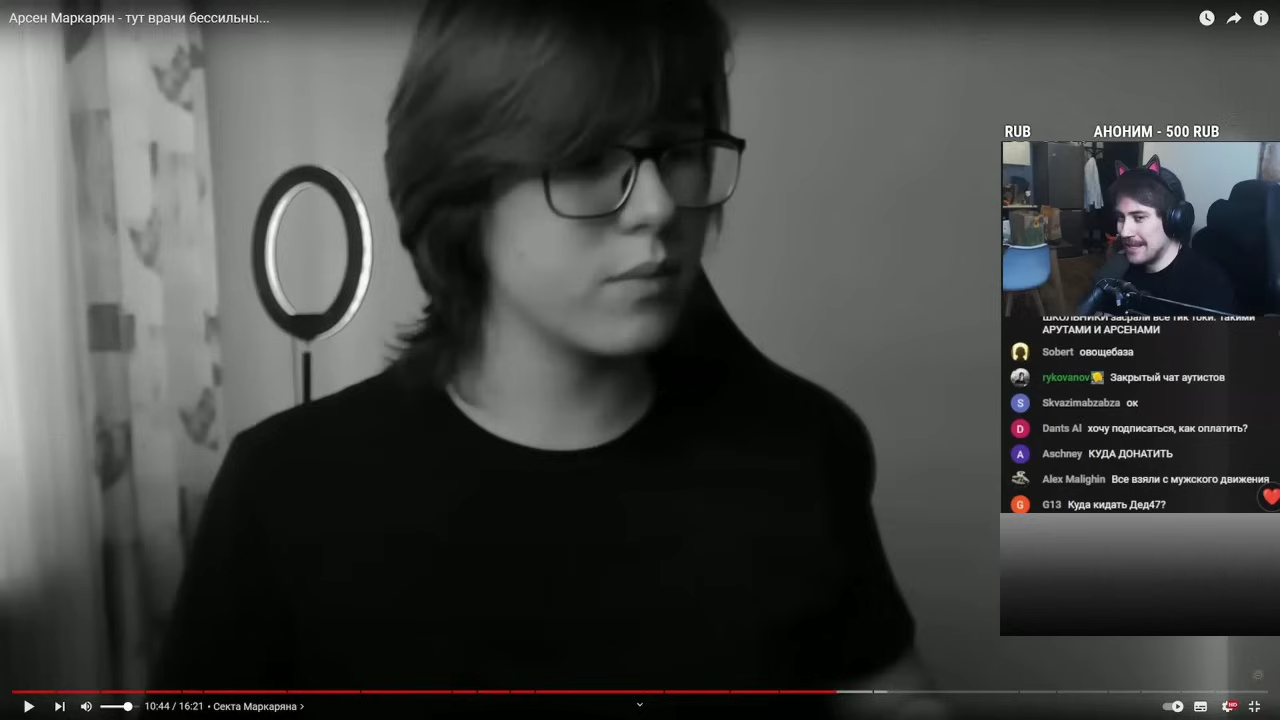 Арсен Маркарян - тут врачи бессильны...
RUB
АНОНИМ - 500 RUB
ШКОЛЬНИКИ засрали все тик токи. такими
АРУТАМИ И АРСЕНАМИ
Sobert овощебаза
rykovanov Закрытый чат аутистов
S Skvazimabzabza ок
D Dants Al хочу подписаться, как оплатить?
A Aschney КУДА ДОНАТИТЬ
Alex Malighin Все взяли с мужского движения
G G13 Куда кидать Дед47?
10:44 / 16:21 • Секта Маркаряна ›
HD